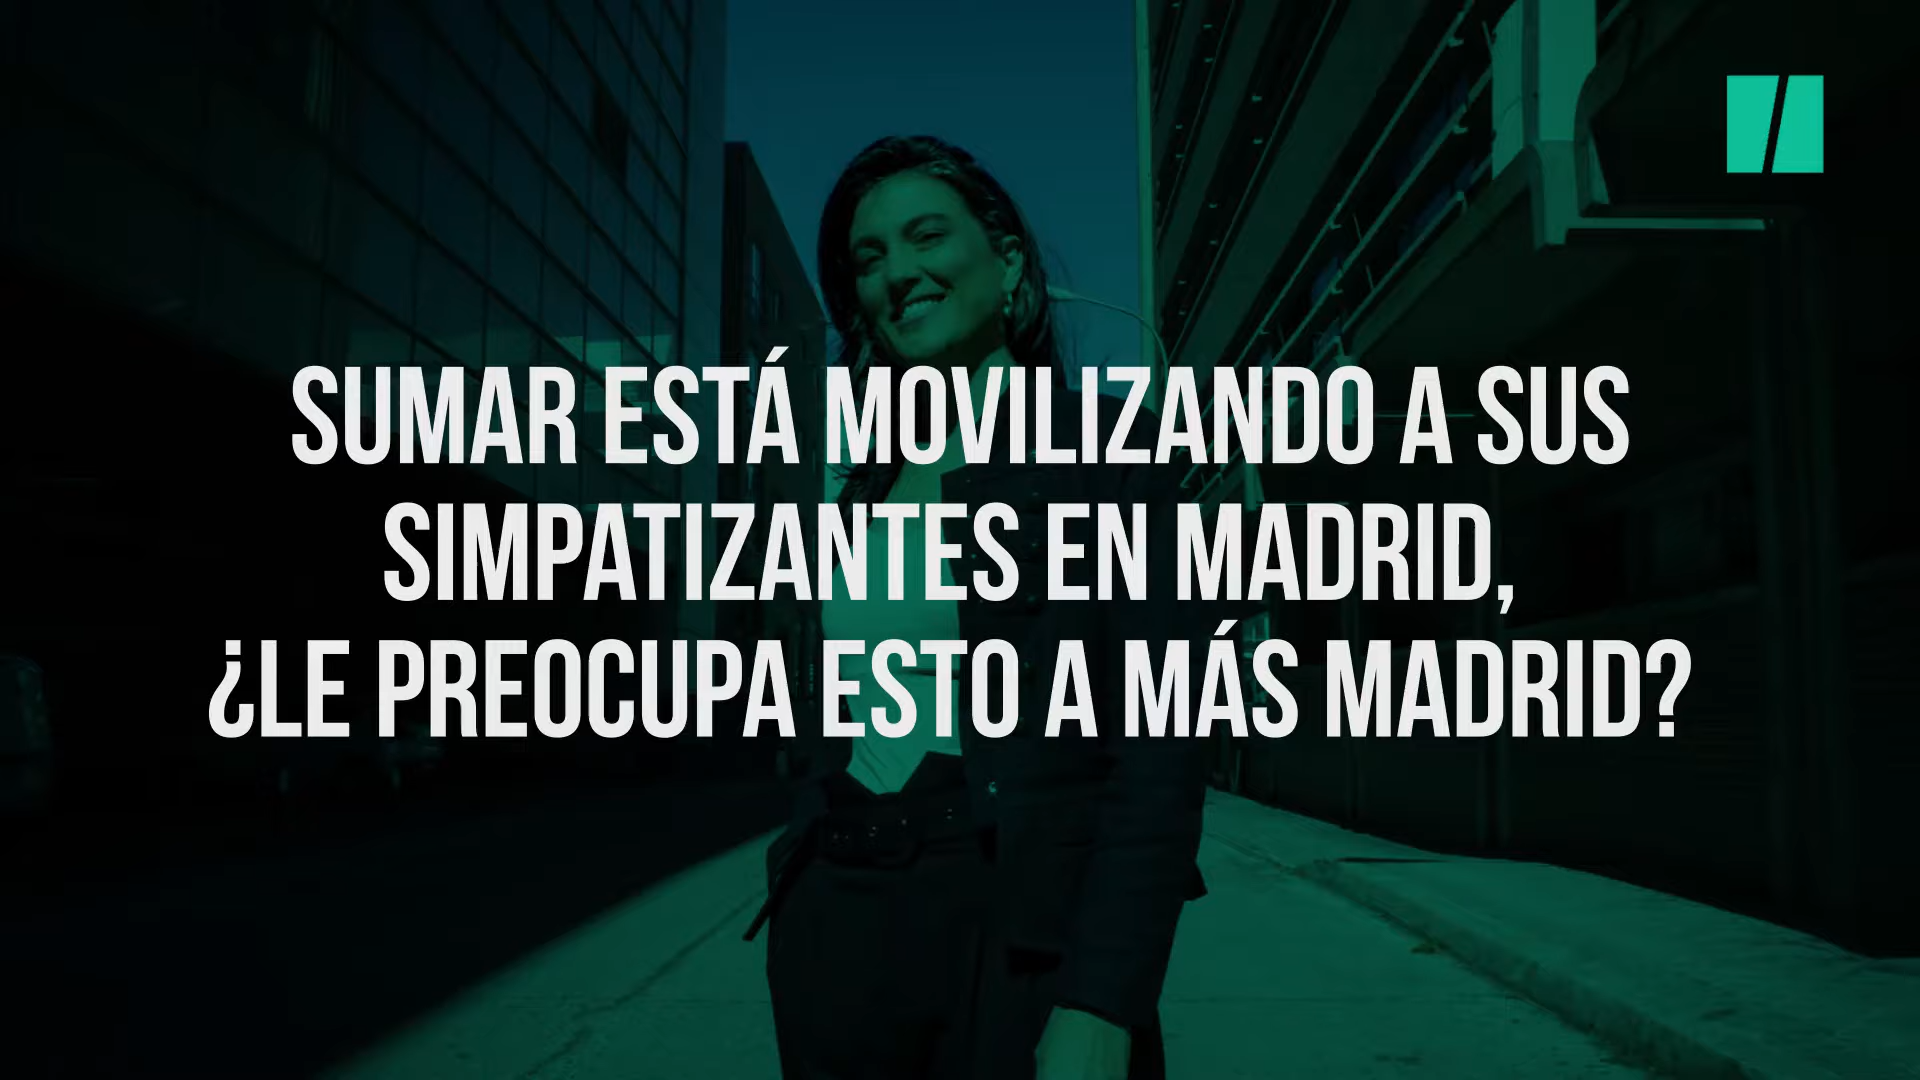 SUMAR ESTÁ MOVILIZANDO A SUS
SIMPATIZANTES EN MADRID,
¿LE PREOCUPA ESTO A MÁS MADRID?